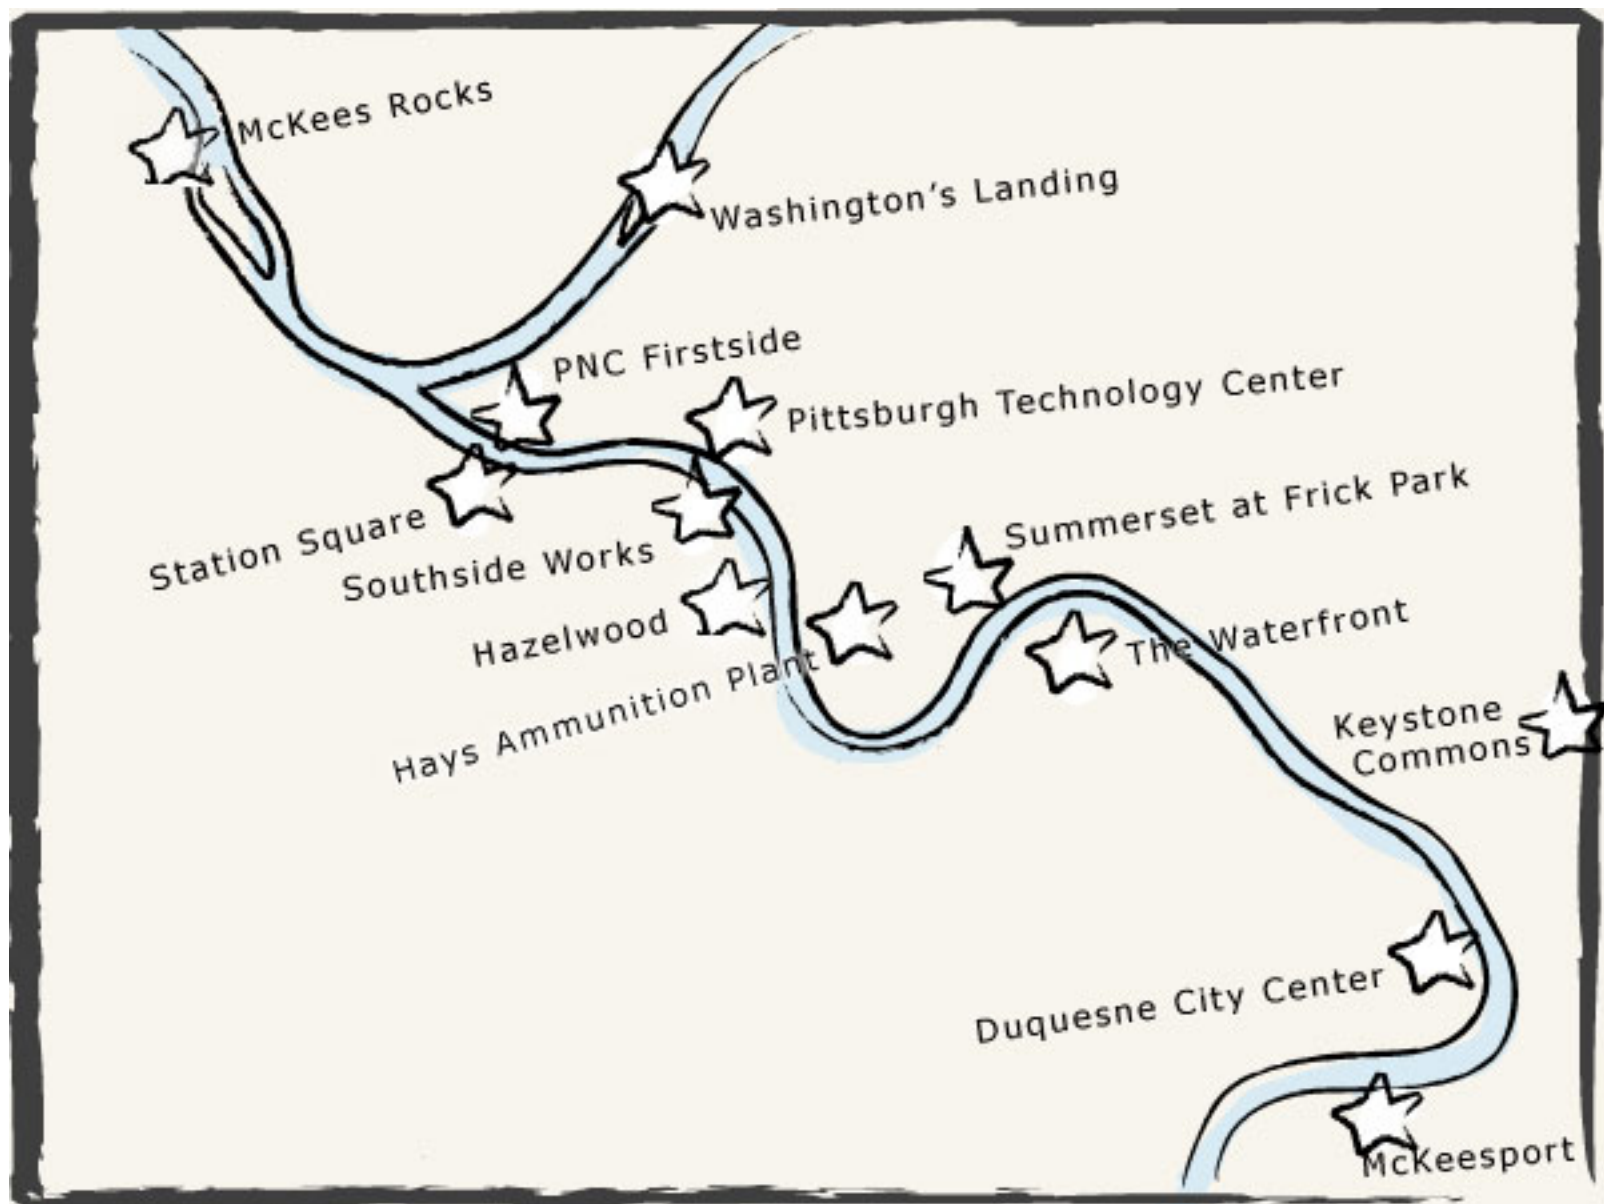 McKees Rocks
Washington’s Landing
PNC Firstside
Pittsburgh Technology Center
Station Square
Southside Works
Summerset at Frick Park
Hazelwood
The Waterfront
Hays Ammunition Plant
Keystone
Commons
Duquesne City Center
McKeesport